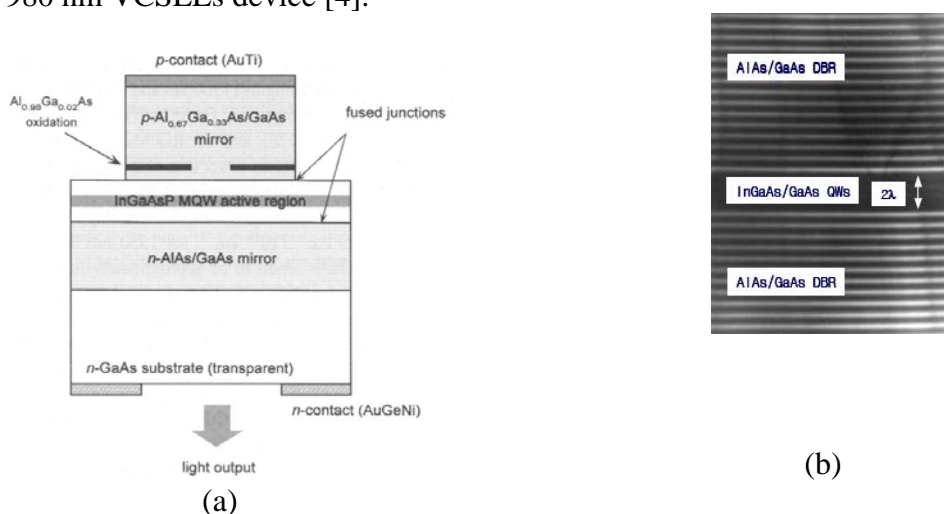 980 nm VCSELs device [4].
p-contact (AuTi)
Al0.98Ga0.02As
oxidation
p-Al0.67Ga0.33As/GaAs
mirror
fused junctions
InGaAsP MQW active region
n-AlAs/GaAs mirror
n-GaAs substrate (transparent)
n-contact (AuGeNi)
light output
(a)
AlAs/GaAs DBR
InGaAs/GaAs QWs
2λ
AlAs/GaAs DBR
(b)